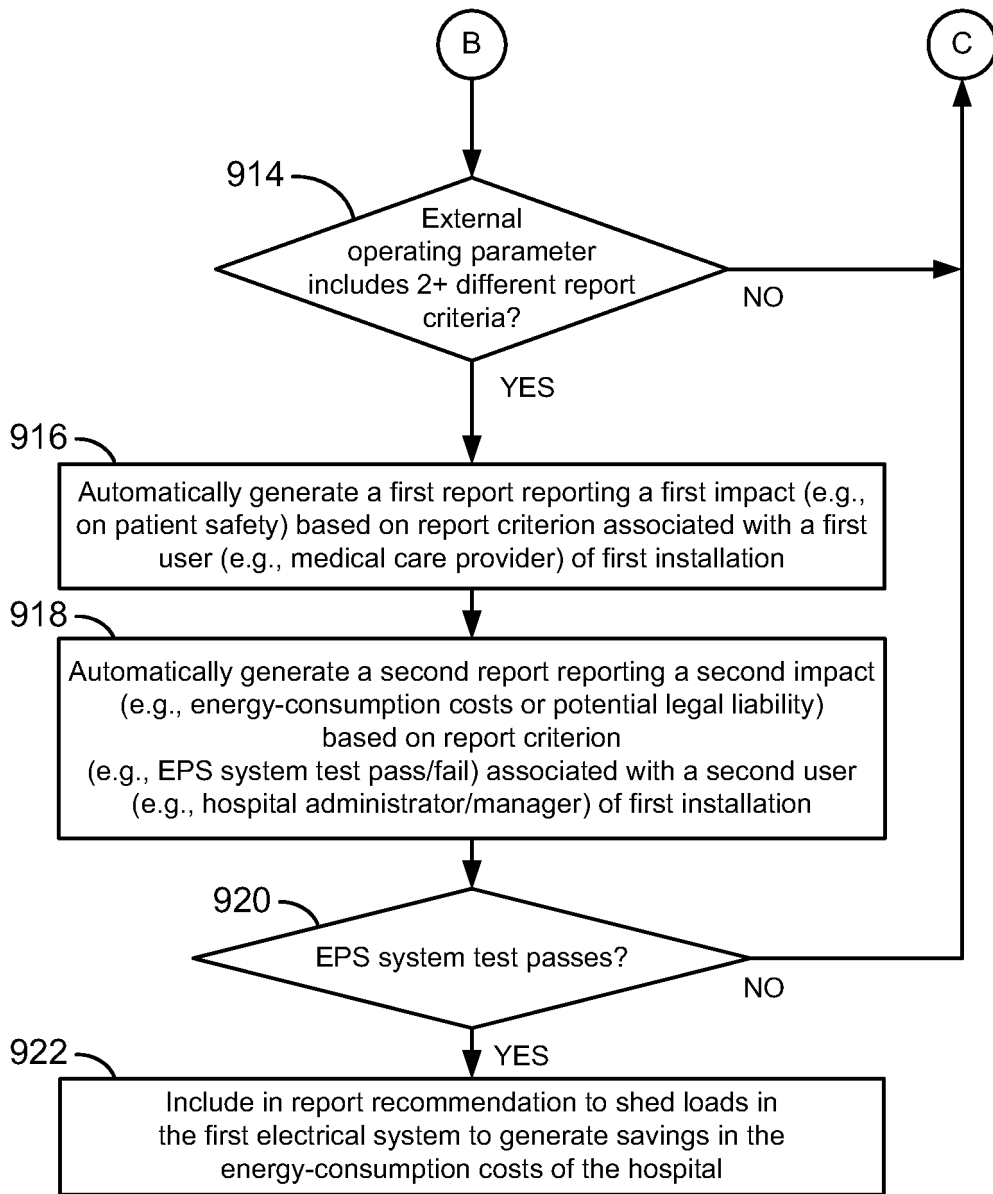 B
C
914
External
operating parameter
includes 2+ different report
criteria?
NO
YES
916
Automatically generate a first report reporting a first impact (e.g.,
on patient safety) based on report criterion associated with a first
user (e.g., medical care provider) of first installation
918
Automatically generate a second report reporting a second impact
(e.g., energy-consumption costs or potential legal liability)
based on report criterion
(e.g., EPS system test pass/fail) associated with a second user
(e.g., hospital administrator/manager) of first installation
920
EPS system test passes?
NO
YES
922
Include in report recommendation to shed loads in
the first electrical system to generate savings in the
energy-consumption costs of the hospital